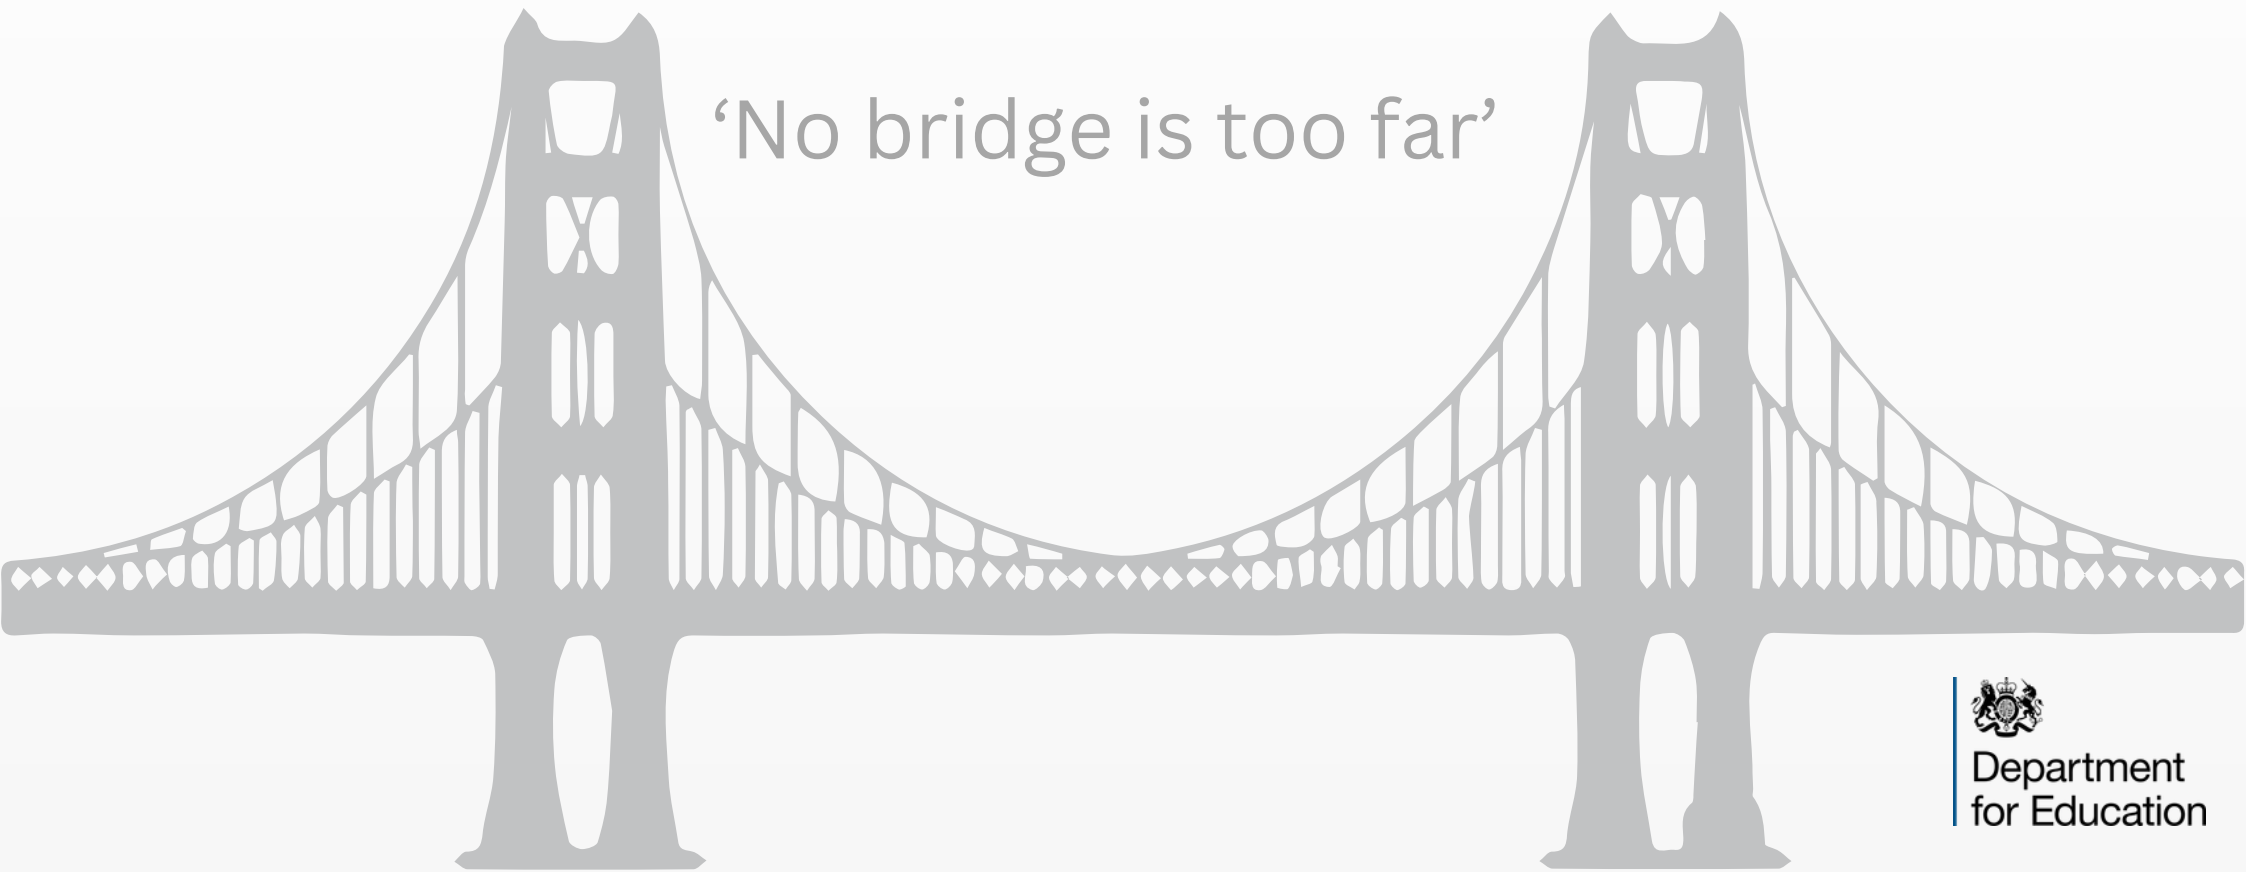 ‘No bridge is too far’
Department
for Education